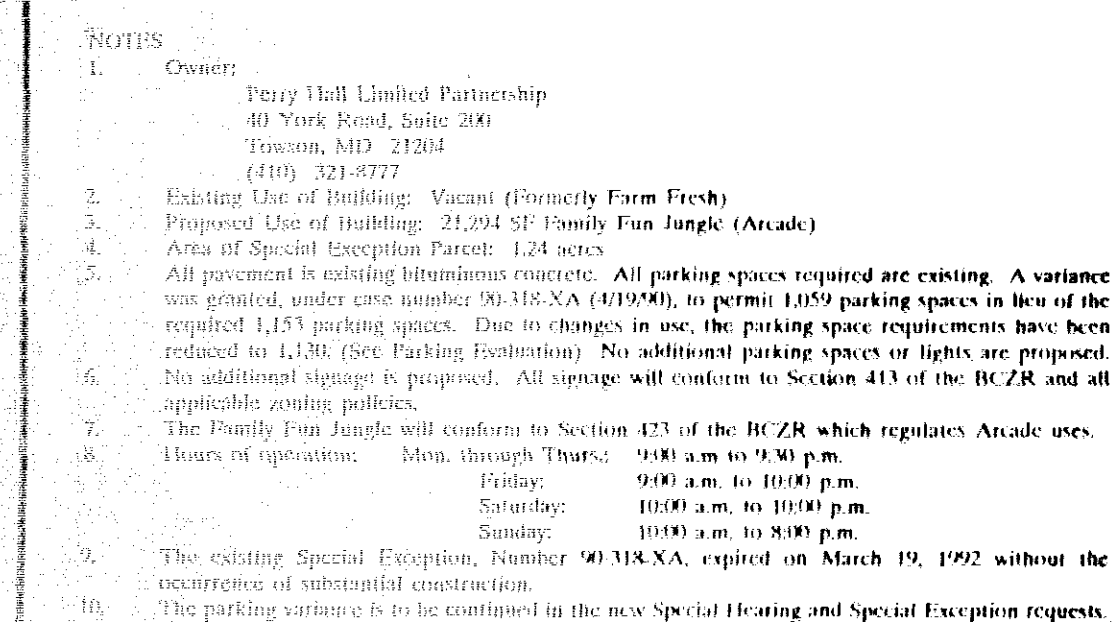 NOTES
1. Owner:
Perry Hall Limited Partnership
40 York Road, Suite 200
Towson, MD 21204
(410) 321-8777
2. Existing Use of Building: Vacant (Formerly Farm Fresh)
3. Proposed Use of Building: 21,294 SF Family Fun Jungle (Arcade)
4. Area of Special Exception Parcel: 1.24 acres
5. All pavement is existing bituminous concrete. All parking spaces required are existing. A variance
was granted, under case number 90-318-XA (4/19/90), to permit 1,059 parking spaces in lieu of the
required 1,153 parking spaces. Due to changes in use, the parking space requirements have been
reduced to 1,130. (See Parking Evaluation) No additional parking spaces or lights are proposed.
6. No additional signage is proposed. All signage will conform to Section 413 of the BCZR and all
applicable zoning policies.
7. The Family Fun Jungle will conform to Section 423 of the BCZR which regulates Arcade uses.
8. Hours of operation: Mon. through Thurs.: 9:00 a.m to 9:30 p.m.
Friday: 9:00 a.m. to 10:00 p.m.
Saturday: 10:00 a.m. to 10:00 p.m.
Sunday: 10:00 a.m. to 8:00 p.m.
9. The existing Special Exception, Number 90-318-XA, expired on March 19, 1992 without the
occurrence of substantial construction.
10. The parking variance is to be continued in the new Special Hearing and Special Exception requests.